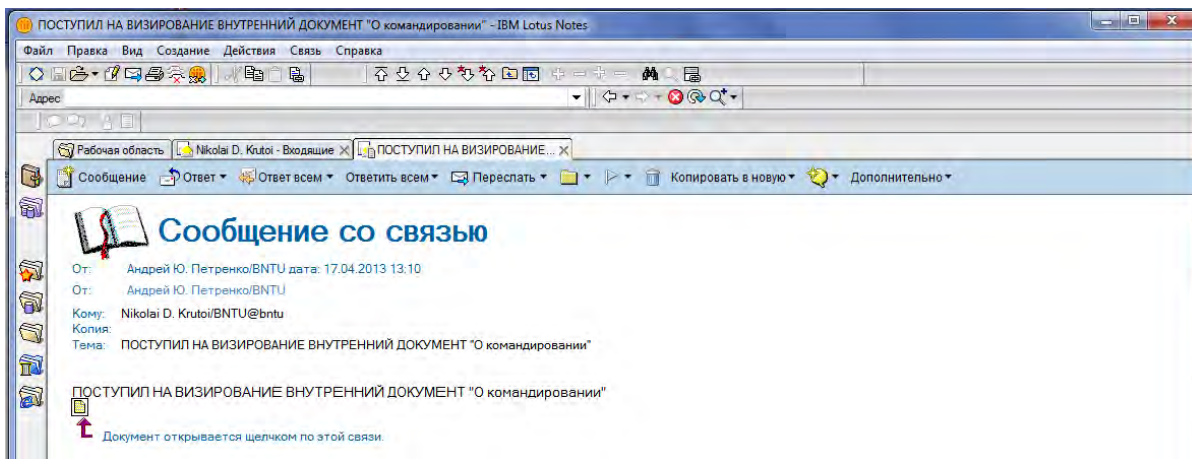 ПОСТУПИЛ НА ВИЗИРОВАНИЕ ВНУТРЕННИЙ ДОКУМЕНТ "О командировании" - IBM Lotus Notes
Файл Правка Вид Создание Действия Связь Справка
Адрес
Рабочая область Nikolai D. Krutoi - Входящие ПОСТУПИЛ НА ВИЗИРОВАНИЕ...
Сообщение Ответ Ответ всем Ответить всем Переслать Копировать в новую Дополнительно
Сообщение со связью
От: Андрей Ю. Петренко/BNTU дата: 17.04.2013 13:10
От: Андрей Ю. Петренко/BNTU
Кому: Nikolai D. Krutoi/BNTU@bntu
Копия:
Тема: ПОСТУПИЛ НА ВИЗИРОВАНИЕ ВНУТРЕННИЙ ДОКУМЕНТ "О командировании"
ПОСТУПИЛ НА ВИЗИРОВАНИЕ ВНУТРЕННИЙ ДОКУМЕНТ "О командировании"
Документ открывается щелчком по этой связи.